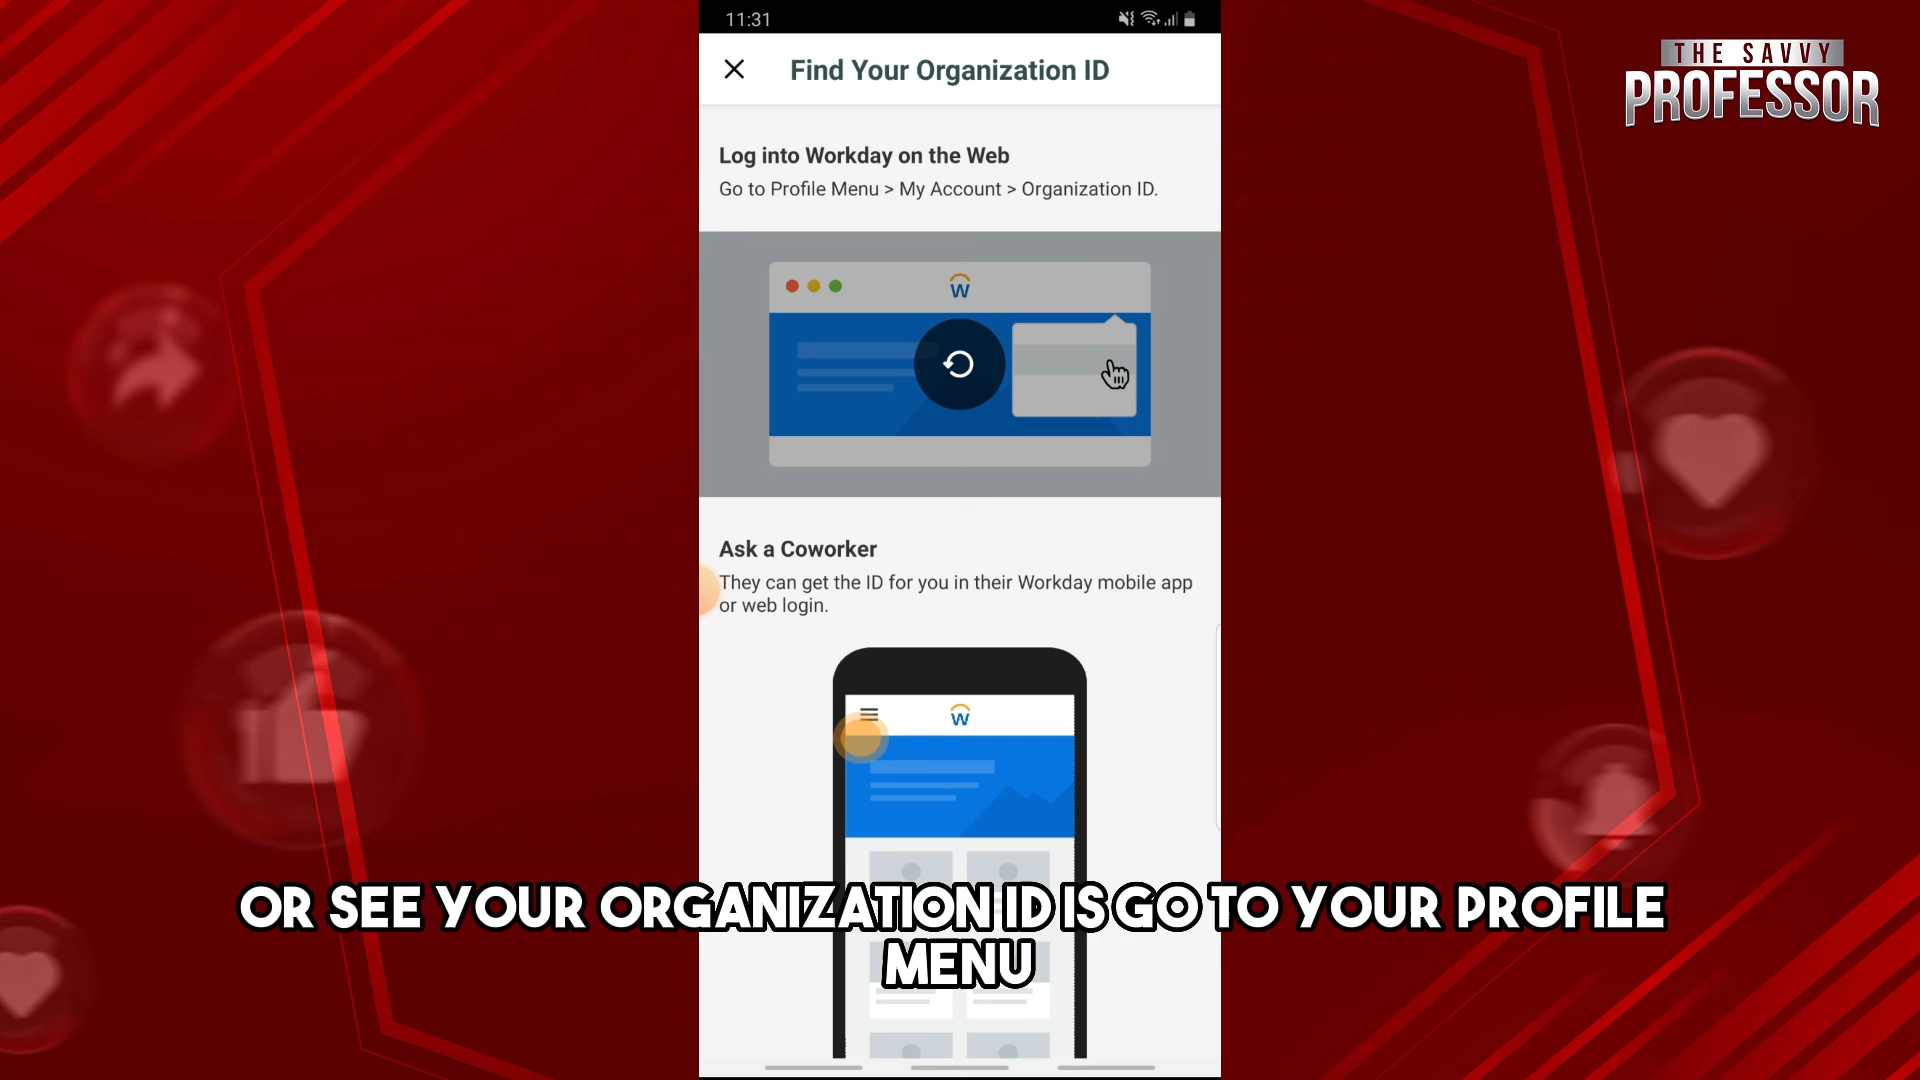 11:31
THE SAVVY
PROFESSOR
Find Your Organization ID
Log into Workday on the Web
Go to Profile Menu > My Account > Organization ID.
W
Ask a Coworker
They can get the ID for you in their Workday mobile app
or web login.
W
OR SEE YOUR ORGANIZATION ID IS GO TO YOUR PROFILE
MENU